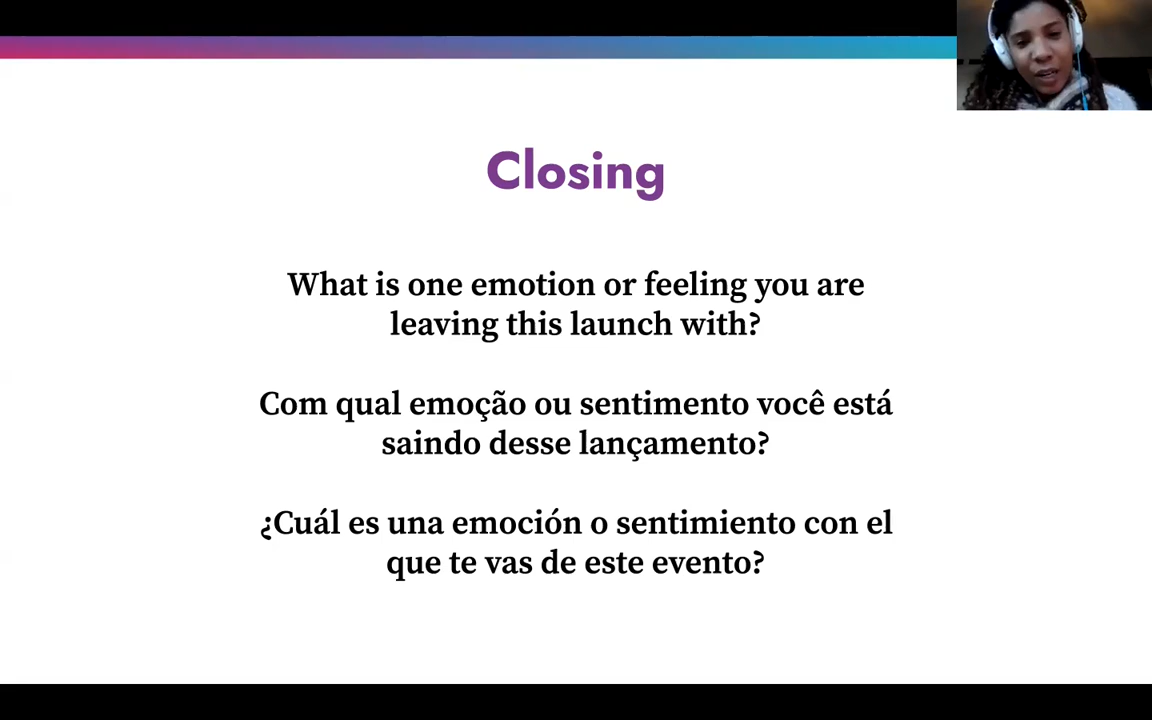 Closing
What is one emotion or feeling you are
leaving this launch with?
Com qual emoção ou sentimento você está
saindo desse lançamento?
¿Cuál es una emoción o sentimiento con el
que te vas de este evento?